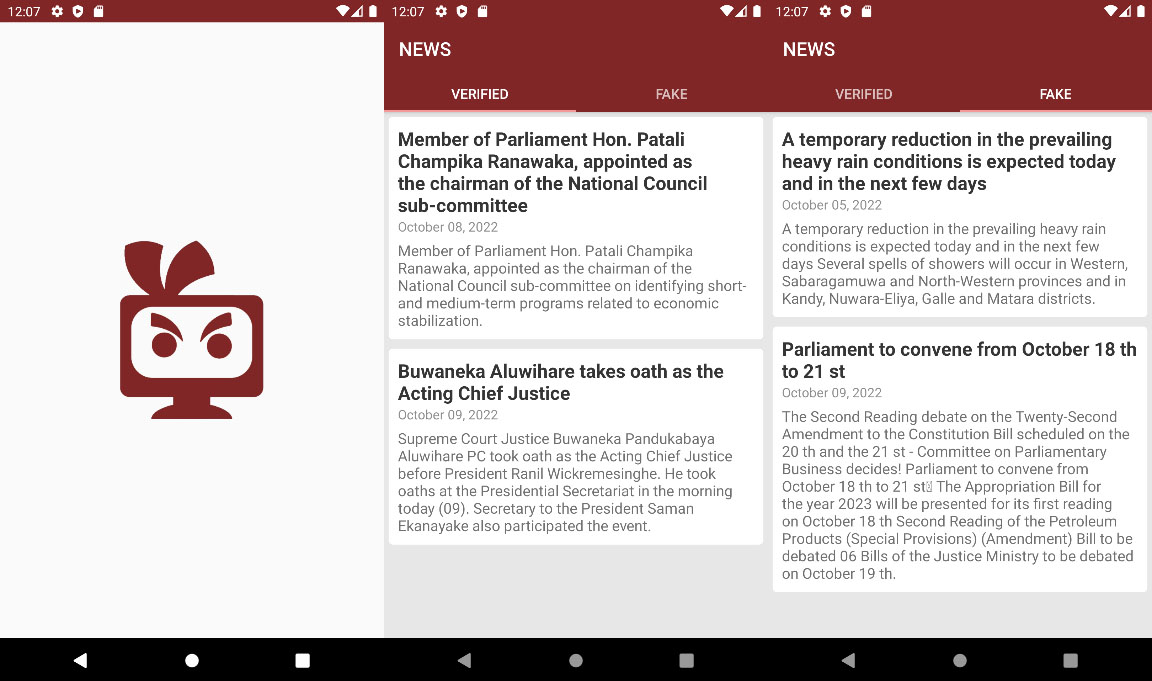 12:07
12:07
NEWS
VERIFIED
FAKE
Member of Parliament Hon. Patali
Champika Ranawaka, appointed as
the chairman of the National Council
sub-committee
October 08, 2022
Member of Parliament Hon. Patali Champika
Ranawaka, appointed as the chairman of the
National Council sub-committee on identifying short-
and medium-term programs related to economic
stabilization.
Buwaneka Aluwihare takes oath as the
Acting Chief Justice
October 09, 2022
Supreme Court Justice Buwaneka Pandukabaya
Aluwihare PC took oath as the Acting Chief Justice
before President Ranil Wickremesinghe. He took
oaths at the Presidential Secretariat in the morning
today (09). Secretary to the President Saman
Ekanayake also participated the event.
12:07
NEWS
VERIFIED
FAKE
A temporary reduction in the prevailing
heavy rain conditions is expected today
and in the next few days
October 05, 2022
A temporary reduction in the prevailing heavy rain
conditions is expected today and in the next few
days Several spells of showers will occur in Western,
Sabaragamuwa and North-Western provinces and in
Kandy, Nuwara-Eliya, Galle and Matara districts.
Parliament to convene from October 18 th
to 21 st
October 09, 2022
The Second Reading debate on the Twenty-Second
Amendment to the Constitution Bill scheduled on the
20 th and the 21 st - Committee on Parliamentary
Business decides! Parliament to convene from
October 18 th to 21 st The Appropriation Bill for
the year 2023 will be presented for its first reading
on October 18 th Second Reading of the Petroleum
Products (Special Provisions) (Amendment) Bill to be
debated 06 Bills of the Justice Ministry to be debated
on October 19 th.